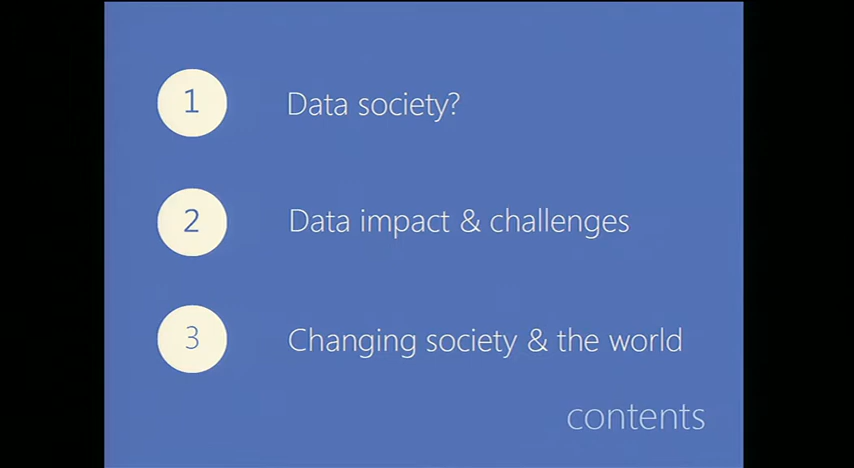 1 Data society?
2 Data impact & challenges
3 Changing society & the world
contents